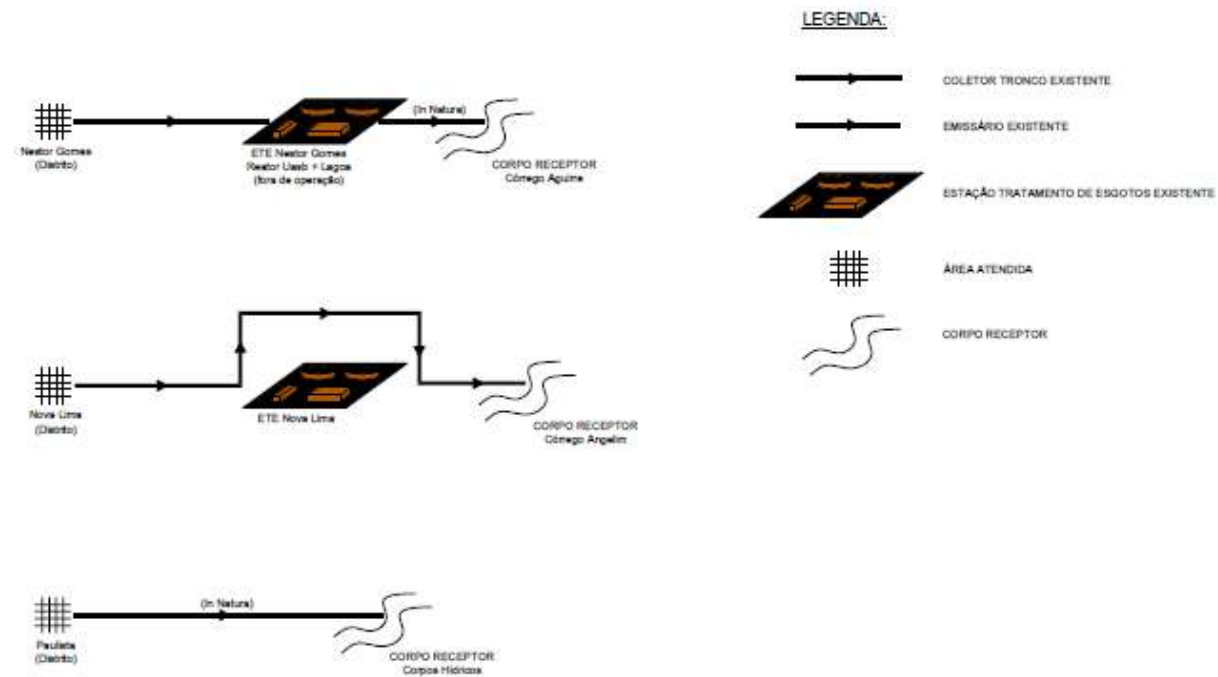 LEGENDA:
COLETOR TRONCO EXISTENTE
EMISSÁRIO EXISTENTE
ESTAÇÃO TRATAMENTO DE ESGOTOS EXISTENTE
ÁREA ATENDIDA
CORPO RECEPTOR
(In Natura)
Nestor Gomes
(Distrito)
ETE Nestor Gomes
Reator Uasb + Lagoa
(fora de operação)
CORPO RECEPTOR
Córrego Aguirre
Nova Lima
(Distrito)
ETE Nova Lima
CORPO RECEPTOR
Córrego Angelim
(In Natura)
Paulista
(Distrito)
CORPO RECEPTOR
Corpos Hídricos